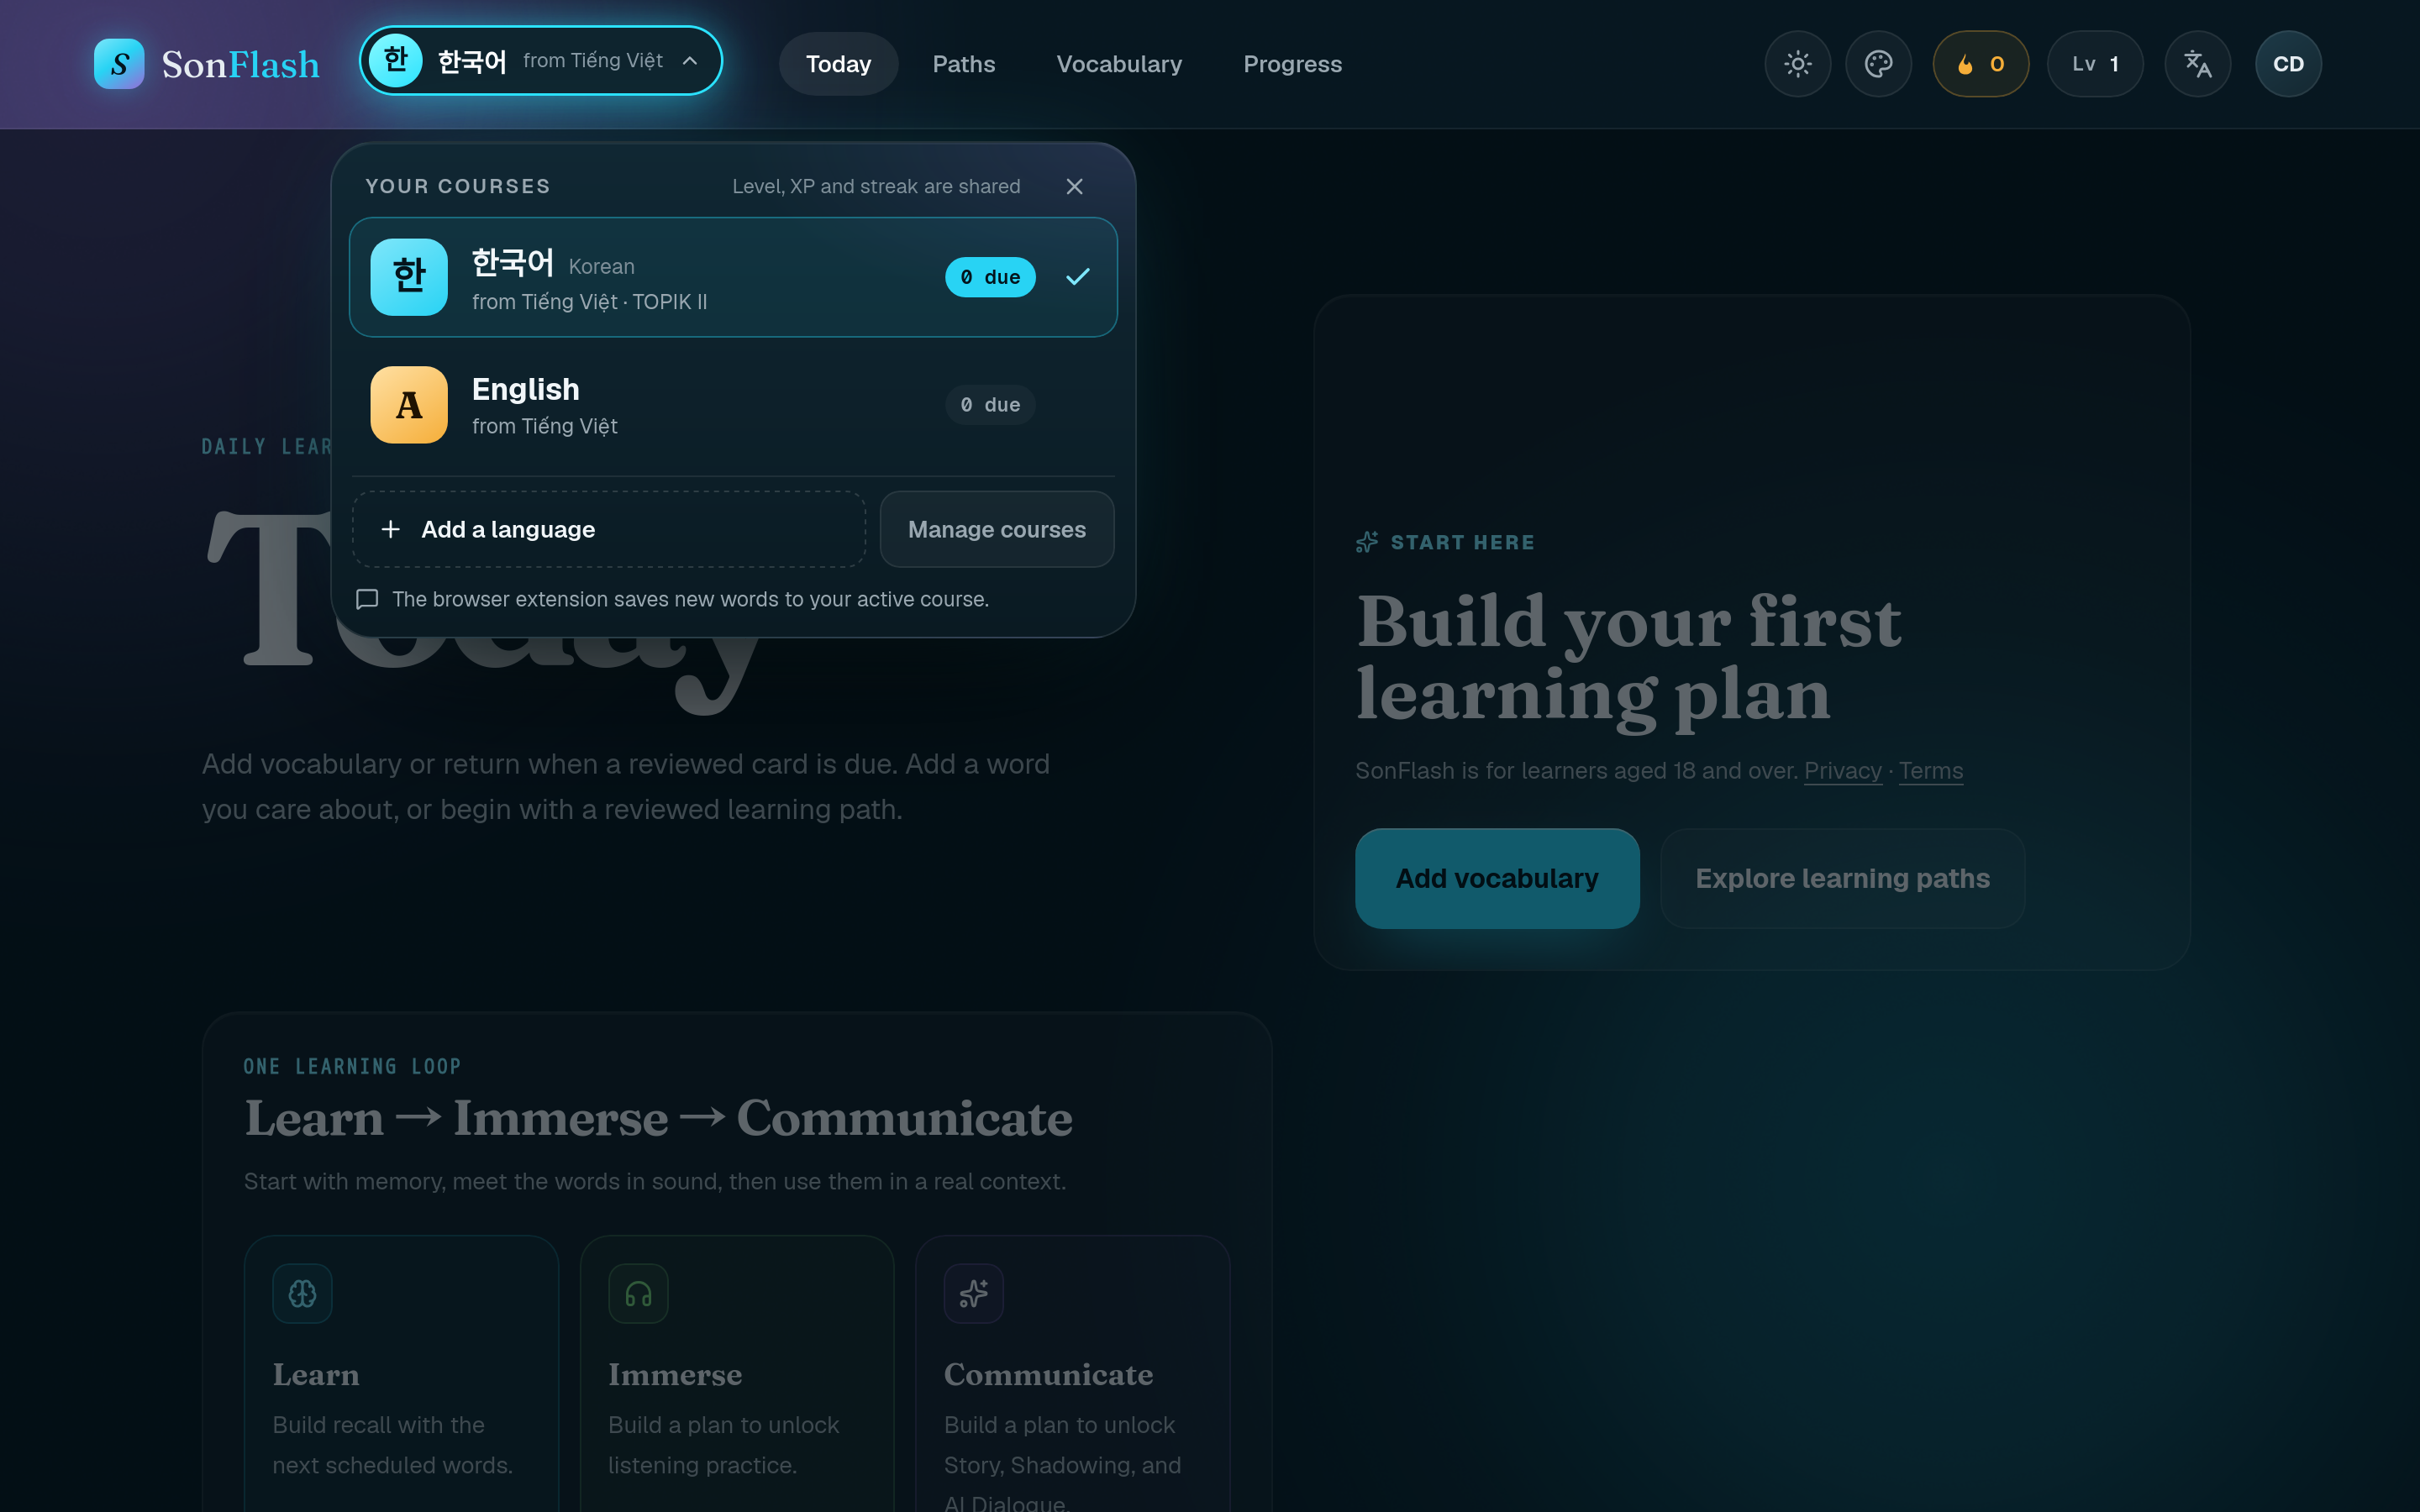 S SonFlash
한 한국어 from Tiếng Việt
Today Paths Vocabulary Progress
0
Lv 1
CD
YOUR COURSES
Level, XP and streak are shared
한
한국어 Korean
from Tiếng Việt · TOPIK II
0 due
A
English
from Tiếng Việt
0 due
Add a language
Manage courses
The browser extension saves new words to your active course.
DAILY
Today
Add vocabulary or return when a reviewed card is due. Add a word
you care about, or begin with a reviewed learning path.
START HERE
Build your first
learning plan
SonFlash is for learners aged 18 and over. Privacy · Terms
Add vocabulary
Explore learning paths
ONE LEARNING LOOP
Learn → Immerse → Communicate
Start with memory, meet the words in sound, then use them in a real context.
Learn
Build recall with the
next scheduled words.
Immerse
Build a plan to unlock
listening practice.
Communicate
Build a plan to unlock
Story, Shadowing, and
AI Dialogue.